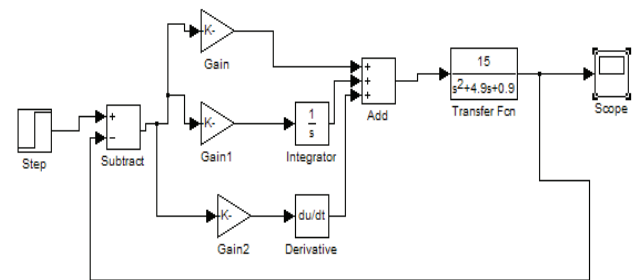 K-
Gain
Step
+
−
Subtract
K-
Gain1
1
s
Integrator
K-
Gain2
du/dt
Derivative
+
+
+
Add
15
s2+4.9s+0.9
Transfer Fcn
Scope